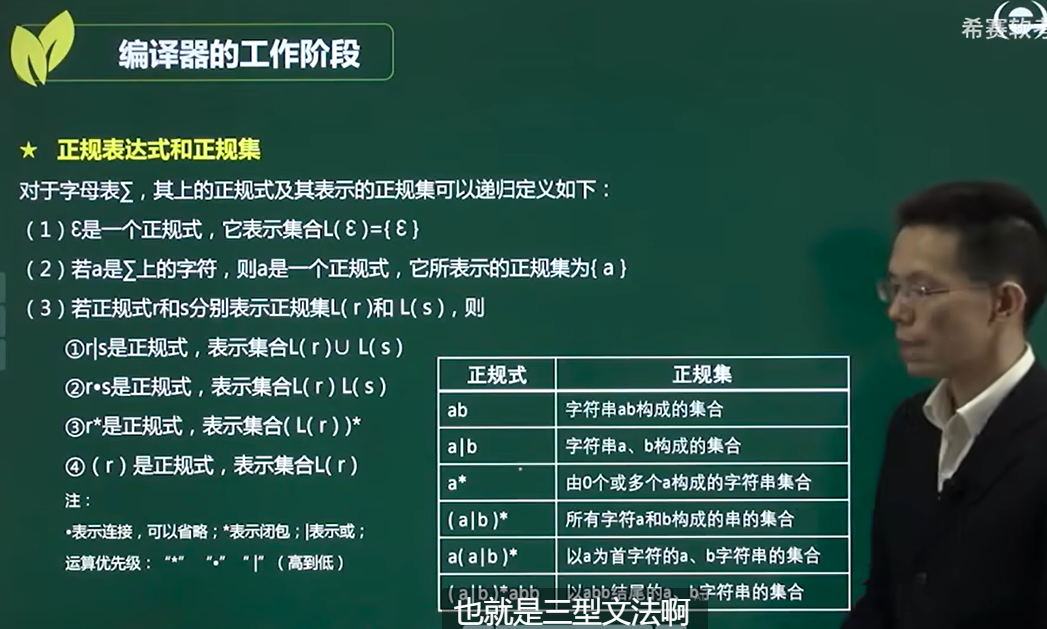 希赛软考
编译器的工作阶段
★ 正规表达式和正规集
对于字母表∑，其上的正规式及其表示的正规集可以递归定义如下：
（1）ε是一个正规式，它表示集合L( ε )={ ε }
（2）若a是∑上的字符，则a是一个正规式，它所表示的正规集为{ a }
（3）若正规式r和s分别表示正规集L( r )和 L( s )，则
①r|s是正规式，表示集合L( r )∪ L( s )
②r•s是正规式，表示集合L( r ) L( s )
③r*是正规式，表示集合( L( r ) )*
④（ r ）是正规式，表示集合L( r )
注：
•表示连接，可以省略；*表示闭包；|表示或；
运算优先级：“*” “•” “ |”（ 高到低 ）
正规式 正规集
ab 字符串ab构成的集合
a|b 字符串a、b构成的集合
a* 由0个或多个a构成的字符串集合
( a|b )* 所有字符a和b构成的串的集合
a( a|b )* 以a为首字符的a、b字符串的集合
( a|b )*abb 以abb结尾的a、b字符串的集合
也就是三型文法啊